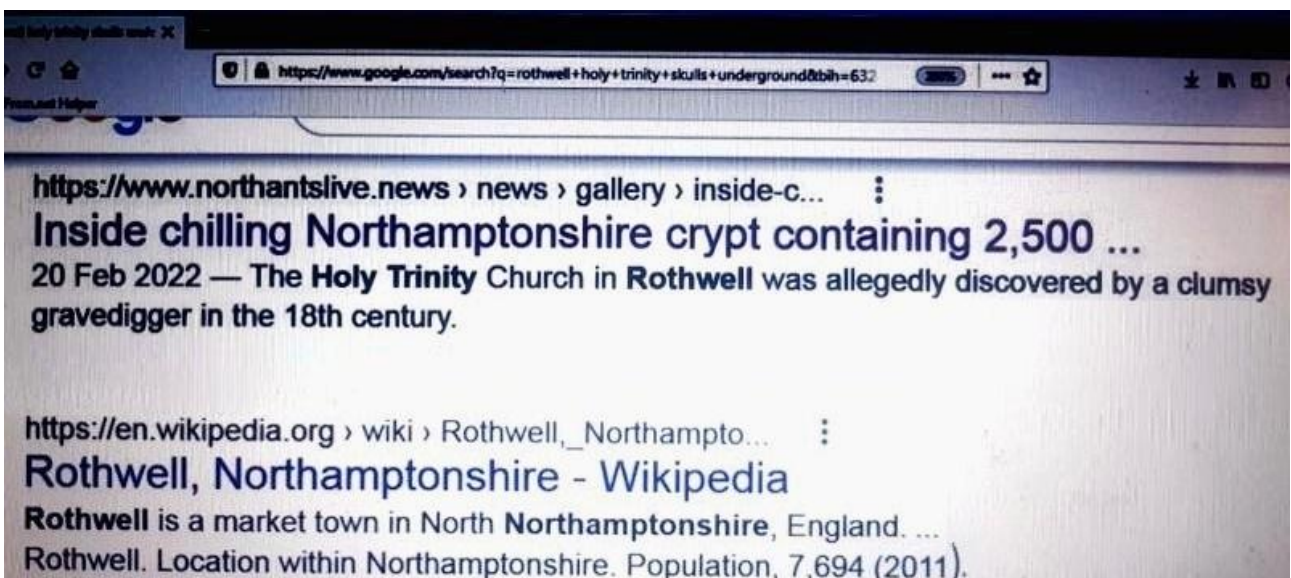 https://www.google.com/search?q=rothwell+holy+trinity+skulls+underground&bih=632
https://www.northantslive.news › news › gallery › inside-c...
Inside chilling Northamptonshire crypt containing 2,500 ...
20 Feb 2022 — The Holy Trinity Church in Rothwell was allegedly discovered by a clumsy
gravedigger in the 18th century.
https://en.wikipedia.org › wiki › Rothwell,_Northampto...
Rothwell, Northamptonshire - Wikipedia
Rothwell is a market town in North Northamptonshire, England. ...
Rothwell. Location within Northamptonshire. Population, 7,694 (2011).